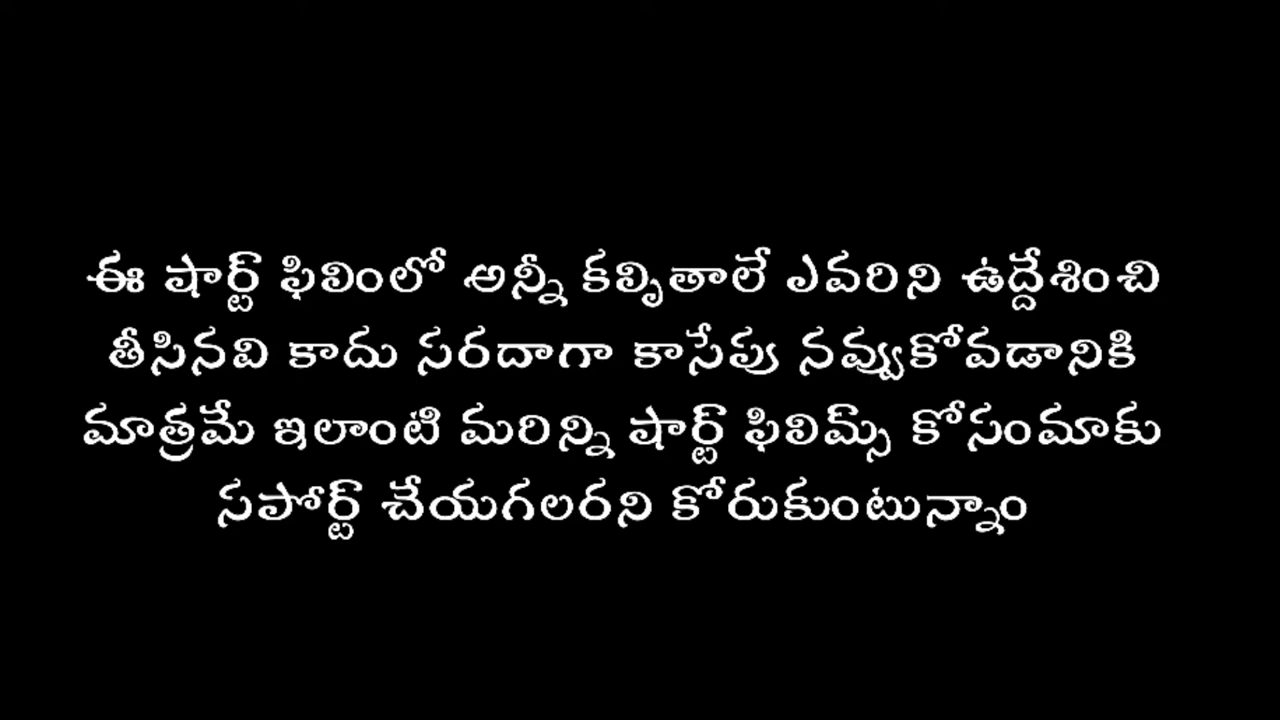 ఈ షార్ట్ ఫిలింలో అన్నీ కల్పితాలే ఎవరిని ఉద్దేశించి
తీసినవి కాదు సరదాగా కాసేపు నవ్వుకోవడానికి
మాత్రమే ఇలాంటి మరిన్ని షార్ట్ ఫిలిమ్స్ కోసంమాకు
సపోర్ట్ చేయగలరని కోరుకుంటున్నాం